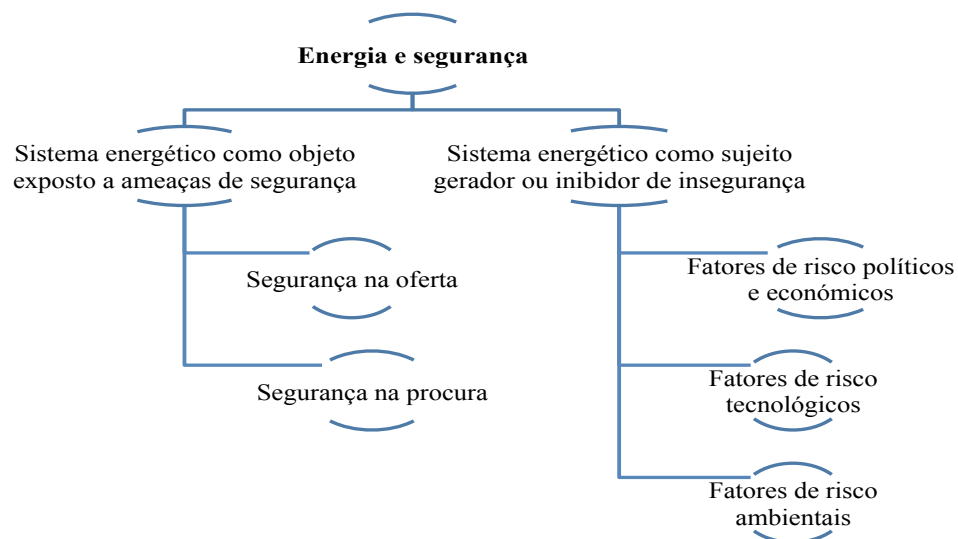 Energia e segurança
Sistema energético como objeto
exposto a ameaças de segurança
Segurança na oferta
Segurança na procura
Sistema energético como sujeito
gerador ou inibidor de insegurança
Fatores de risco políticos
e económicos
Fatores de risco
tecnológicos
Fatores de risco
ambientais